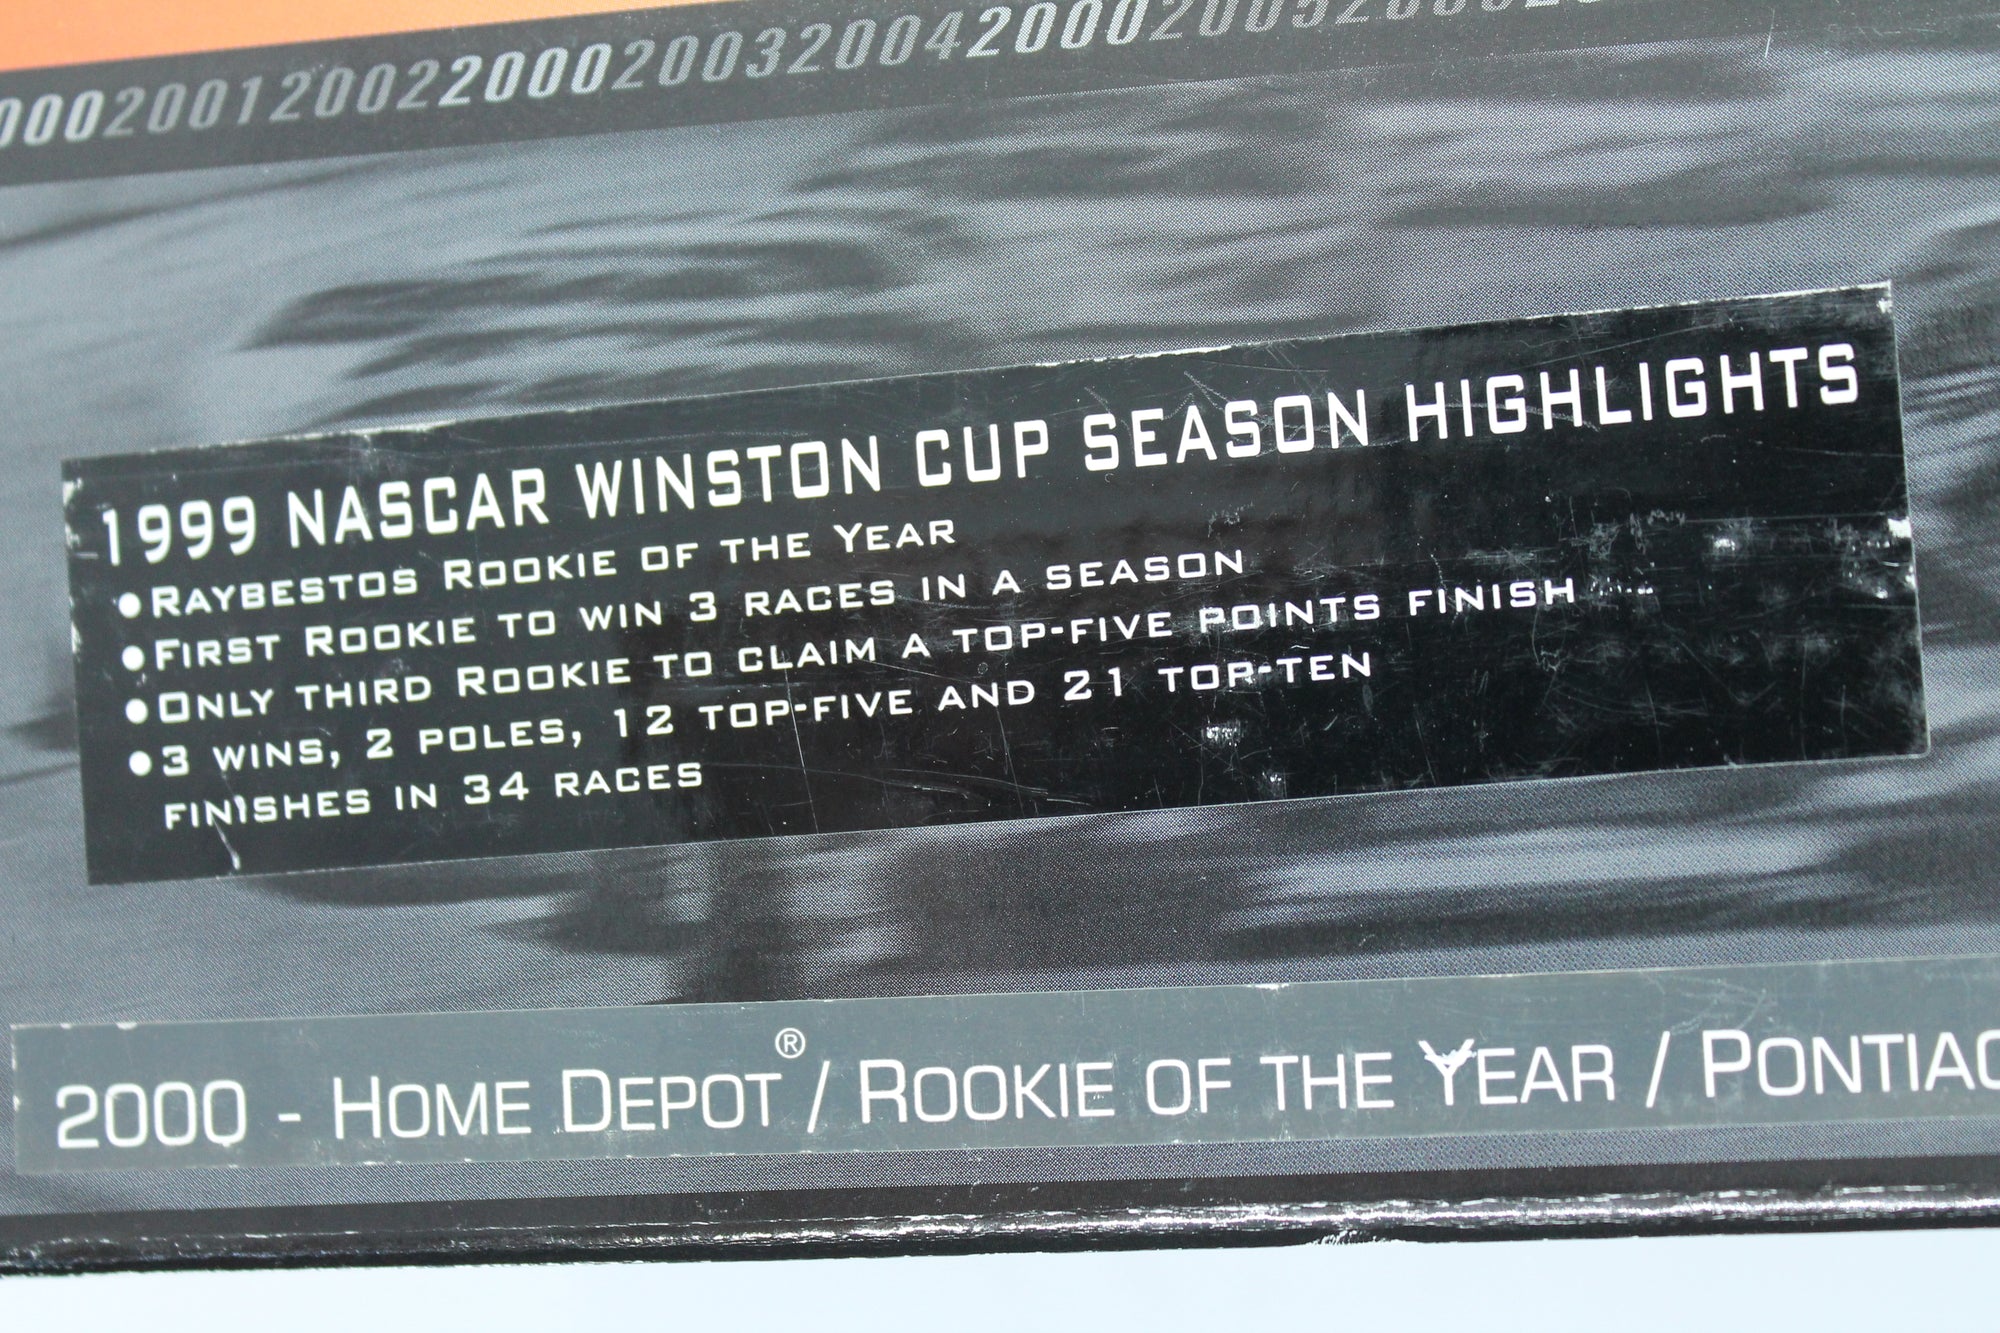 000200120022000200320042000200520062
1999 NASCAR WINSTON CUP SEASON HIGHLIGHTS
● RAYBESTOS ROOKIE OF THE YEAR
● FIRST ROOKIE TO WIN 3 RACES IN A SEASON
● ONLY THIRD ROOKIE TO CLAIM A TOP-FIVE POINTS FINISH
● 3 WINS, 2 POLES, 12 TOP-FIVE AND 21 TOP-TEN
FINISHES IN 34 RACES
2000 - HOME DEPOT® / ROOKIE OF THE YEAR / PONTIAC